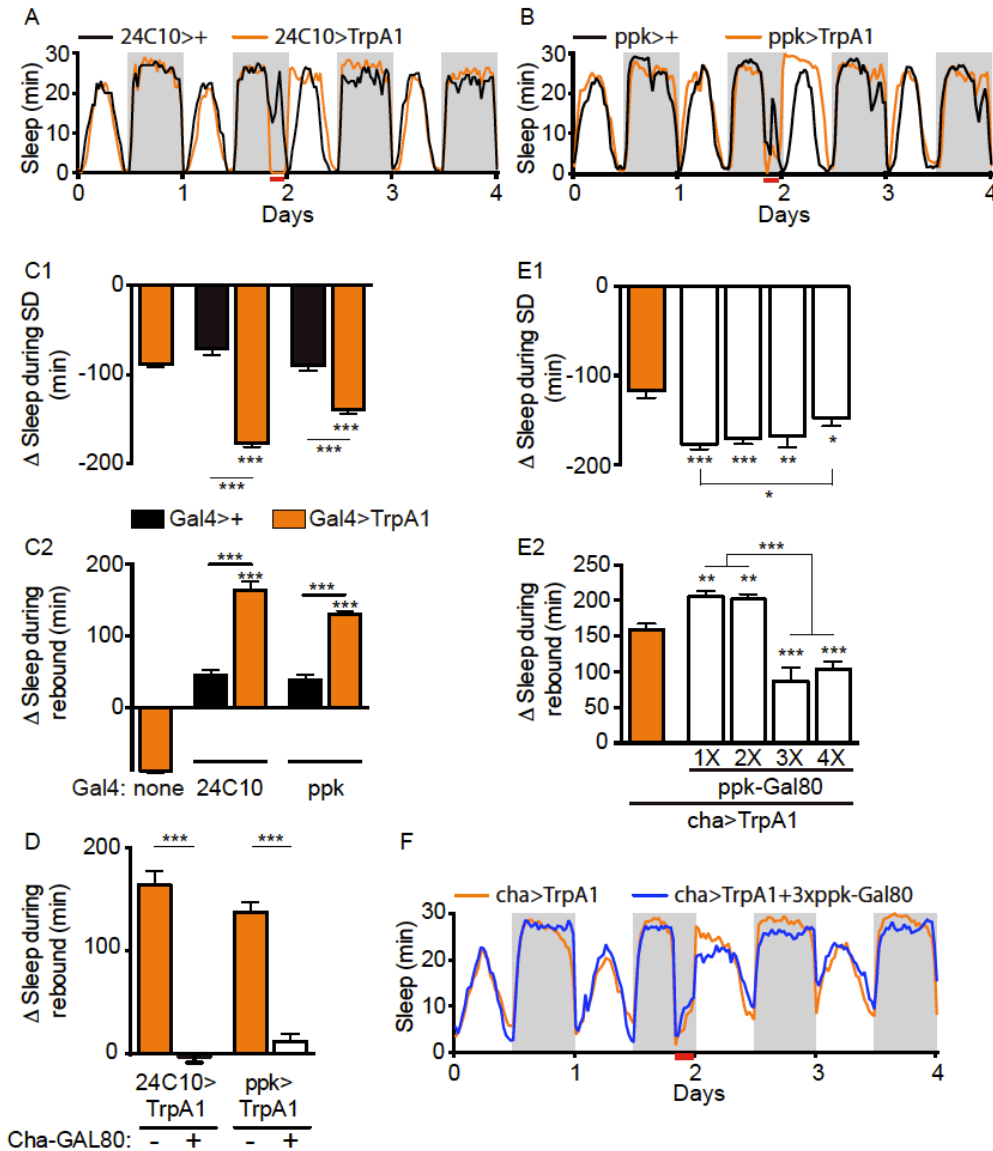 A
24C10>+
24C10>TrpA1
Sleep (min)
30
20
10
0
0 1 2 3 4
Days
B
ppk>+
ppk>TrpA1
Sleep (min)
30
20
10
0
0 1 2 3 4
Days
C1
Δ Sleep during SD
(min)
0
-100
-200
***
***
***
***
Gal4>+
Gal4>TrpA1
C2
Δ Sleep during
rebound (min)
200
100
0
***
***
***
***
Gal4: none 24C10 ppk
E1
Δ Sleep during SD
(min)
0
-100
-200
*** *** ** *
*
E2
Δ Sleep during
rebound (min)
250
200
150
100
50
0
***
** **
*** ***
1X 2X 3X 4X
ppk-Gal80
cha>TrpA1
D
Δ Sleep during
rebound (min)
200
100
0
*** ***
24C10> ppk>
TrpA1 TrpA1
Cha-GAL80: - + - +
F
cha>TrpA1
cha>TrpA1+3xppk-Gal80
Sleep (min)
30
20
10
0
0 1 2 3 4
Days